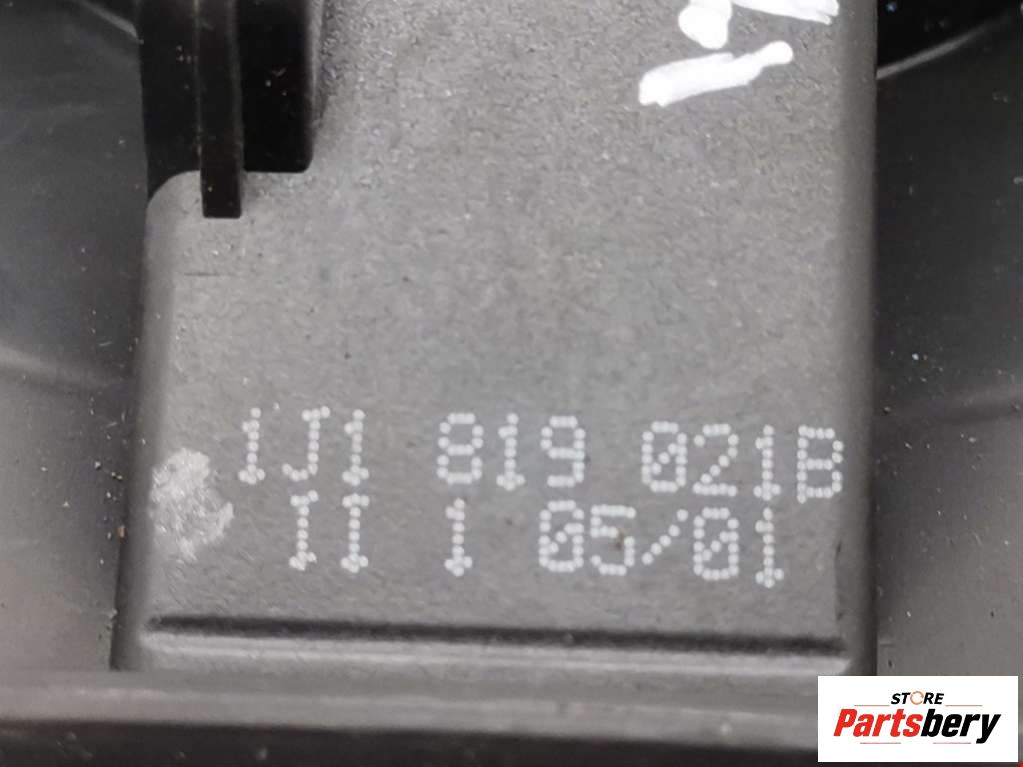 1J1 819 021B
II 1 05/01
STORE
Partsbery